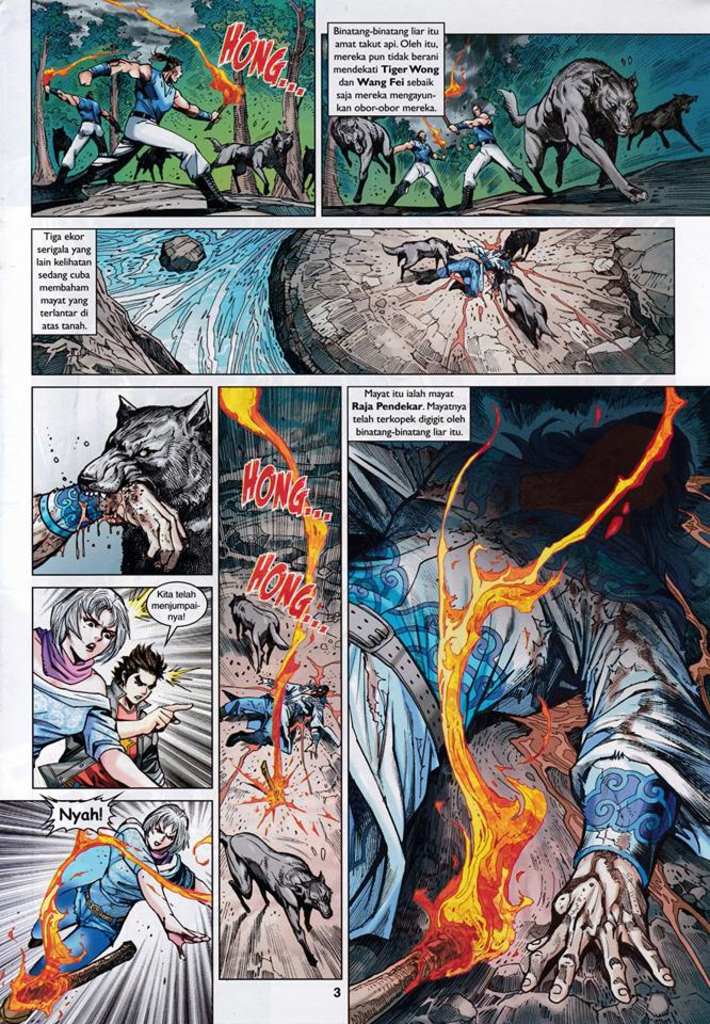 HONG...
Binatang-binatang liar itu
amat takut api. Oleh itu,
mereka pun tidak berani
mendekati Tiger Wong
dan Wang Fei sebaik
saja mereka mengayun-
kan obor-obor mereka.
Tiga ekor
serigala yang
lain kelihatan
sedang cuba
membaham
mayat yang
terlantar di
atas tanah.
HONG...
HONG...
Mayat itu ialah mayat
Raja Pendekar. Mayatnya
telah terkopek digigit oleh
binatang-binatang liar itu.
Kita telah
menjumpai-
nya!
Nyah!
3